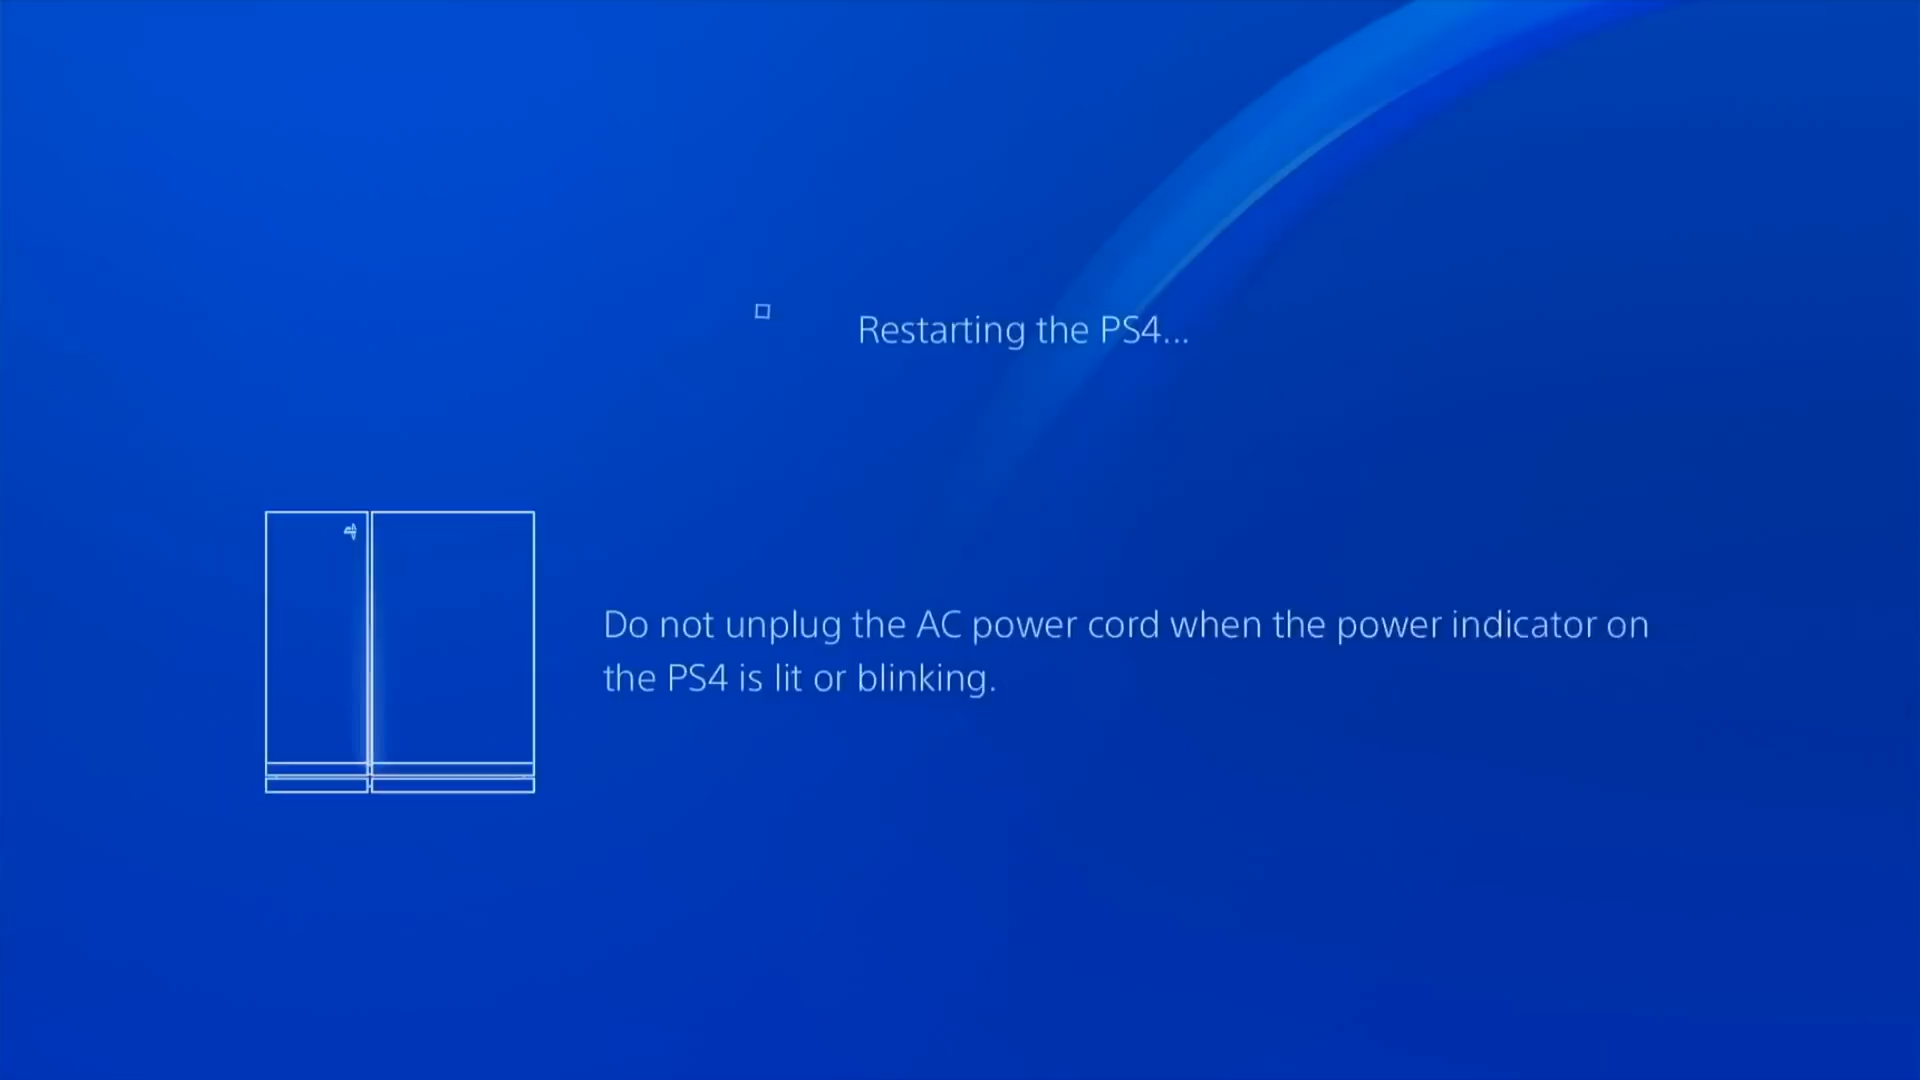 Restarting the PS4...
Do not unplug the AC power cord when the power indicator on
the PS4 is lit or blinking.